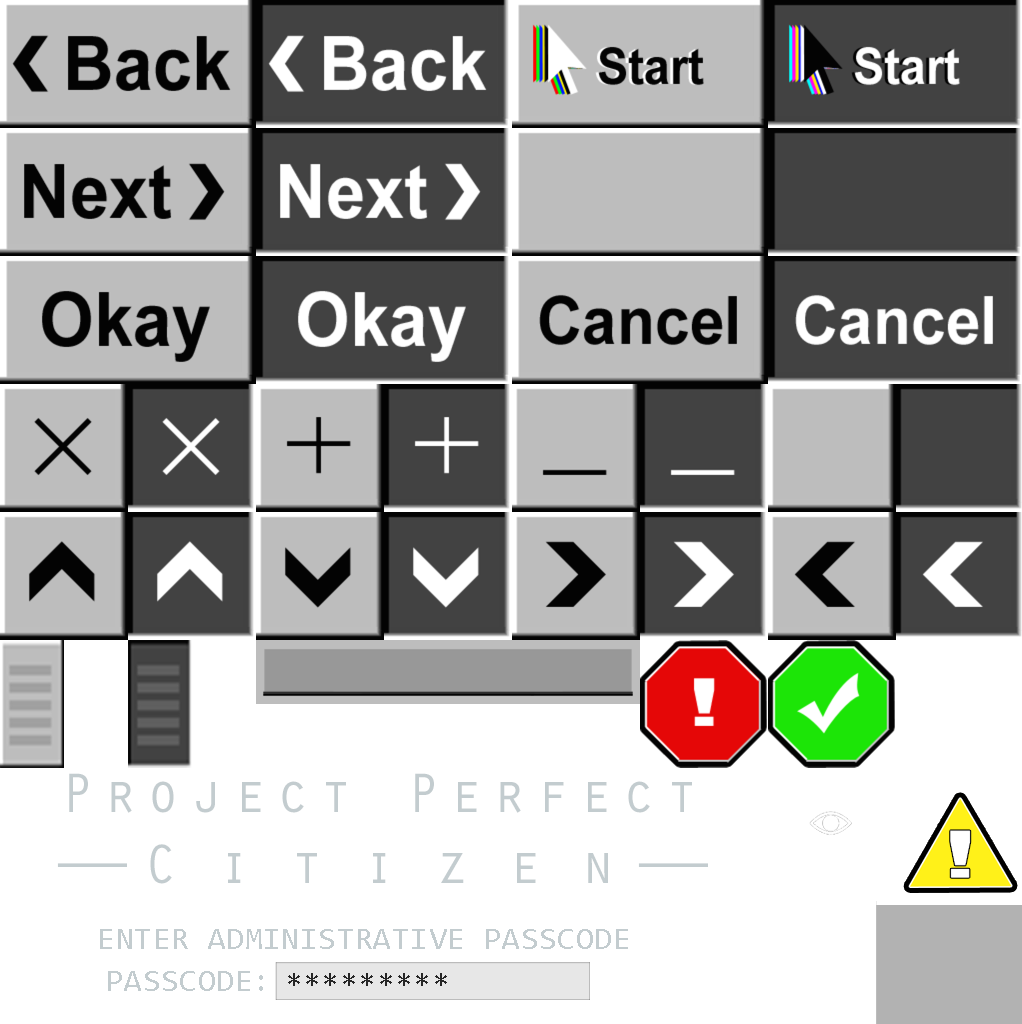 Back Back Start Start
Next Next
Okay Okay Cancel Cancel
PROJECT PERFECT
CITIZEN
ENTER ADMINISTRATIVE PASSCODE
PASSCODE: *********